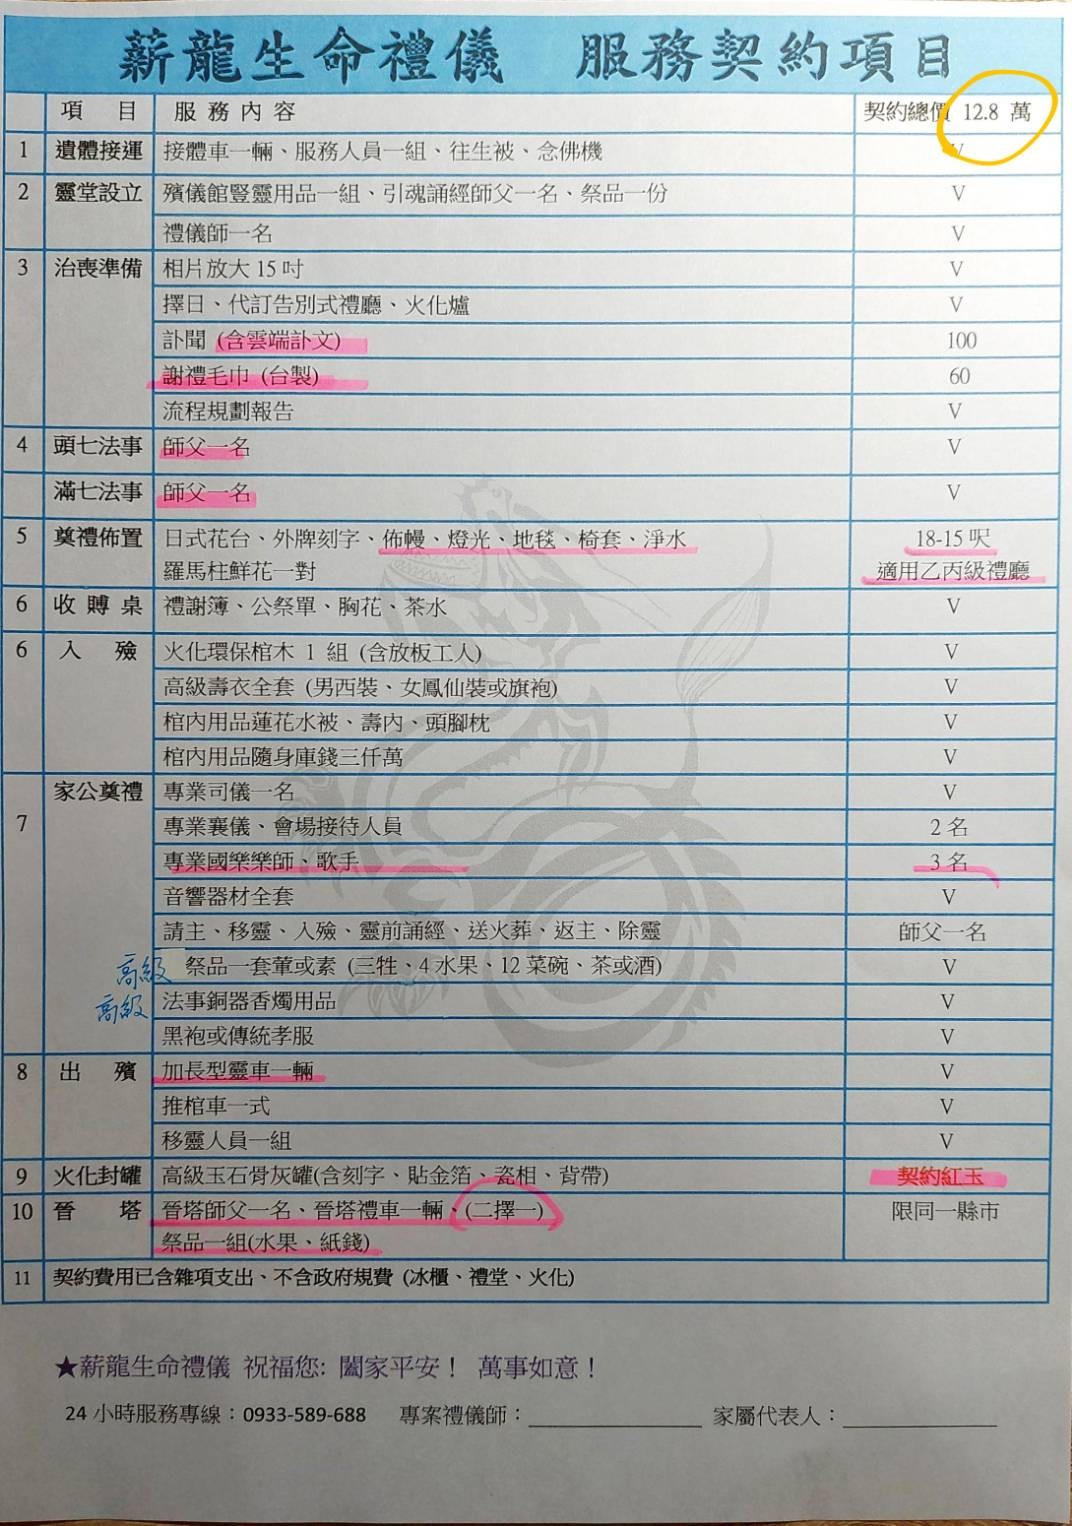 薪龍生命禮儀 服務契約項目
項 目 服務內容 契約總價 12.8 萬
1 遺體接運 接體車一輛、服務人員一組、往生被、念佛機 V
2 靈堂設立 殯儀館豎靈用品一組、引魂誦經師父一名、祭品一份 V
禮儀師一名 V
3 治喪準備 相片放大 15 吋 V
擇日、代訂告別式禮廳、火化爐 V
訃聞 (含雲端訃文) 100
謝禮毛巾 (台製) 60
流程規劃報告 V
4 頭七法事 師父一名 V
滿七法事 師父一名 V
5 奠禮佈置 日式花台、外牌刻字、佈幔、燈光、地毯、椅套、淨水 18-15 呎
羅馬柱鮮花一對 適用乙丙級禮廳
6 收賻桌 禮謝簿、公祭單、胸花、茶水 V
6 入 殮 火化環保棺木 1 組 (含放板工人) V
高級壽衣全套 (男西裝、女鳳仙裝或旗袍) V
棺內用品蓮花水被、壽內、頭腳枕 V
棺內用品隨身庫錢三仟萬 V
7 家公奠禮 專業司儀一名 V
專業襄儀、會場接待人員 2 名
專業國樂樂師、歌手 3 名
音響器材全套 V
請主、移靈、入殮、靈前誦經、送火葬、返主、除靈 師父一名
高級 祭品一套葷或素 (三牲、4 水果、12 菜碗、茶或酒) V
高級 法事銅器香燭用品 V
黑袍或傳統孝服 V
8 出 殯 加長型靈車一輛 V
推棺車一式 V
移靈人員一組 V
9 火化封罐 高級玉石骨灰罐(含刻字、貼金箔、瓷相、背帶) 契約紅玉
10 晉 塔 晉塔師父一名、晉塔禮車一輛、(二擇一) 限同一縣市
祭品一組(水果、紙錢)
11 契約費用已含雜項支出、不含政府規費 (冰櫃、禮堂、火化)
★薪龍生命禮儀 祝福您: 闔家平安！ 萬事如意！
24 小時服務專線：0933-589-688 專案禮儀師：____________ 家屬代表人：____________